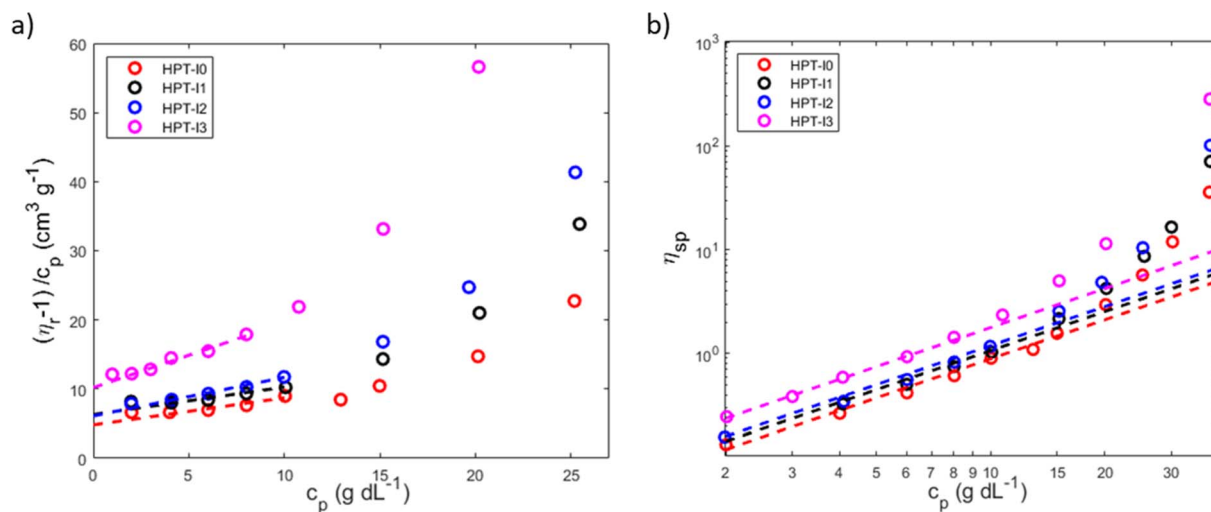 a)
(ηr-1)/cp (cm³ g⁻¹)
60
50
40
30
20
10
0
HPT-I0
HPT-I1
HPT-I2
HPT-I3
0 5 10 15 20 25
cp (g dL⁻¹)
b)
ηsp
10³
10²
10¹
10⁰
HPT-I0
HPT-I1
HPT-I2
HPT-I3
2 3 4 5 6 7 8 9 10 15 20 30
cp (g dL⁻¹)